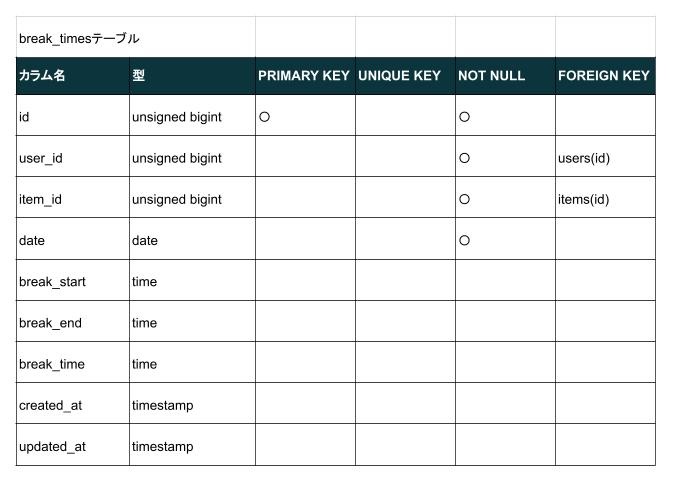 break_timesテーブル
カラム名 型 PRIMARY KEY UNIQUE KEY NOT NULL FOREIGN KEY
id unsigned bigint ○ ○
user_id unsigned bigint ○ users(id)
item_id unsigned bigint ○ items(id)
date date ○
break_start time
break_end time
break_time time
created_at timestamp
updated_at timestamp